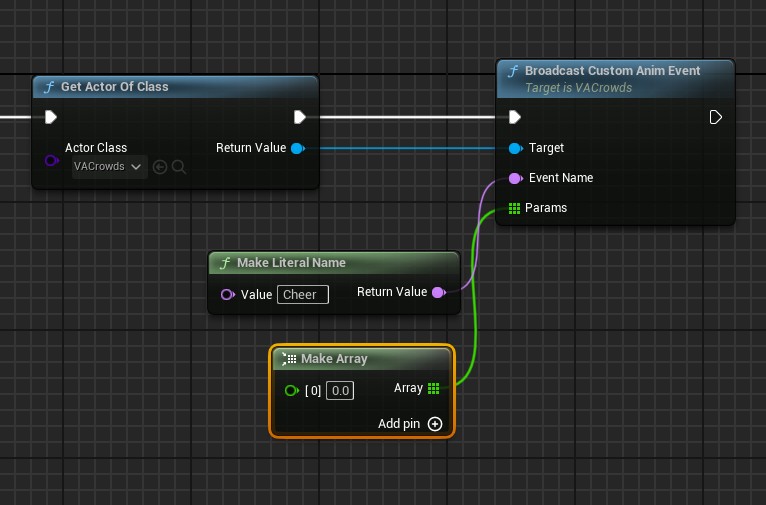 Get Actor Of Class
Actor Class
VACrowds
Return Value
Broadcast Custom Anim Event
Target is VACrowds
Target
Event Name
Params
Make Literal Name
Value Cheer
Return Value
Make Array
[0] 0.0
Array
Add pin